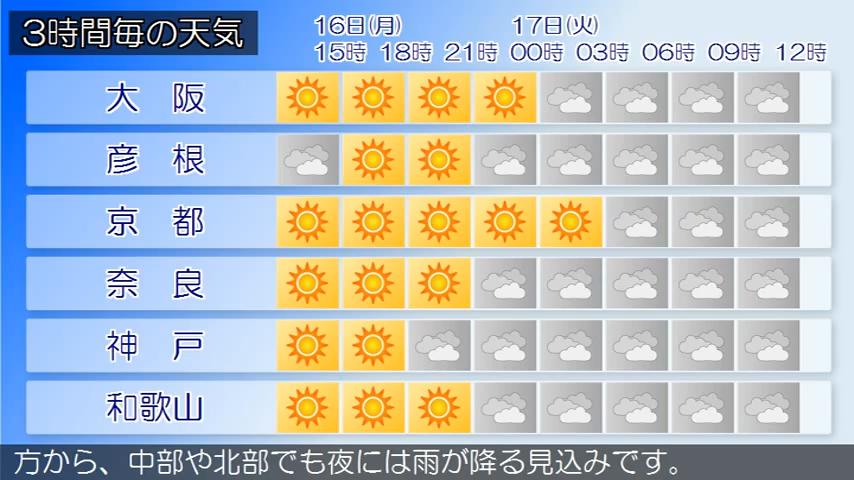 3時間毎の天気
16日(月) 17日(火)
15時 18時 21時 00時 03時 06時 09時 12時
大阪
彦根
京都
奈良
神戸
和歌山
方から、中部や北部でも夜には雨が降る見込みです。